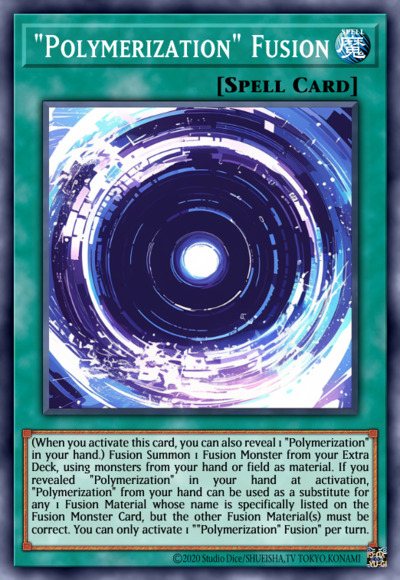 "Polymerization" Fusion
SPELL
魔
[Spell Card]
(When you activate this card, you can also reveal 1 "Polymerization"
in your hand.) Fusion Summon 1 Fusion Monster from your Extra
Deck, using monsters from your hand or field as material. If you
revealed "Polymerization" in your hand at activation,
"Polymerization" from your hand can be used as a substitute for
any 1 Fusion Material whose name is specifically listed on the
Fusion Monster Card, but the other Fusion Material(s) must be
correct. You can only activate 1 ""Polymerization" Fusion" per turn.
©2020 Studio Dice/SHUEISHA,TV TOKYO,KONAMI